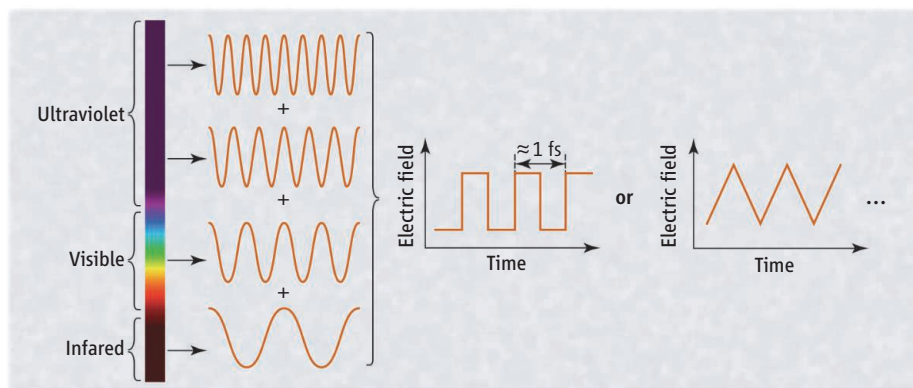 Ultraviolet
+
+
Visible
+
Infared
≈ 1 fs
Electric field
Time
or
Electric field
Time
...